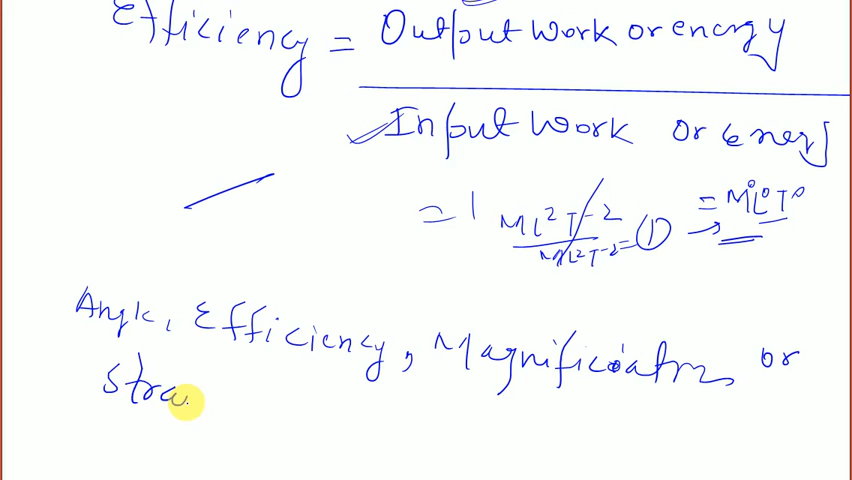 Efficiency = Output work or energy
Input work or energy
= 1 ML²T-2 = M⁰L⁰T⁰
ML²T-2 = 1 →
Angle, Efficiency, Magnification or
stra